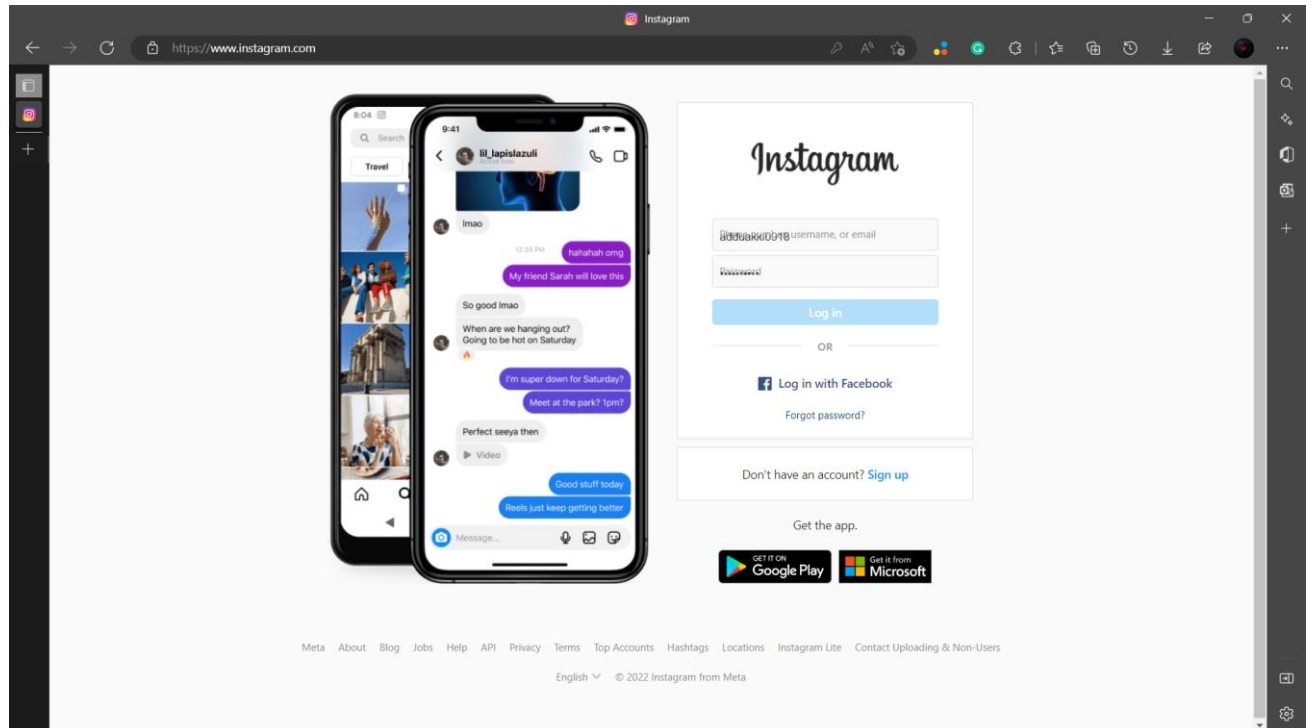 Instagram
https://www.instagram.com
8:04
Search
Travel
9:41
lil_lapislazuli
Active now
lmao
12:34 PM
hahahah omg
My friend Sarah will love this
So good lmao
When are we hanging out?
Going to be hot on Saturday
🔥
I'm super down for Saturday?
Meet at the park? 1pm?
Perfect seeya then
Video
Good stuff today
Reels just keep getting better
Message...
Instagram
Phone number, username, or email
Password
Log in
OR
Log in with Facebook
Forgot password?
Don't have an account? Sign up
Get the app.
GET IT ON
Google Play
Get it from
Microsoft
Meta About Blog Jobs Help API Privacy Terms Top Accounts Hashtags Locations Instagram Lite Contact Uploading & Non-Users
English © 2022 Instagram from Meta